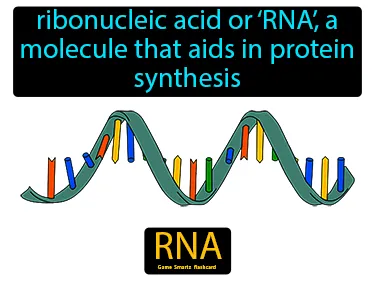 ribonucleic acid or ‘RNA’, a
molecule that aids in protein
synthesis
RNA
Game Smartz flashcard